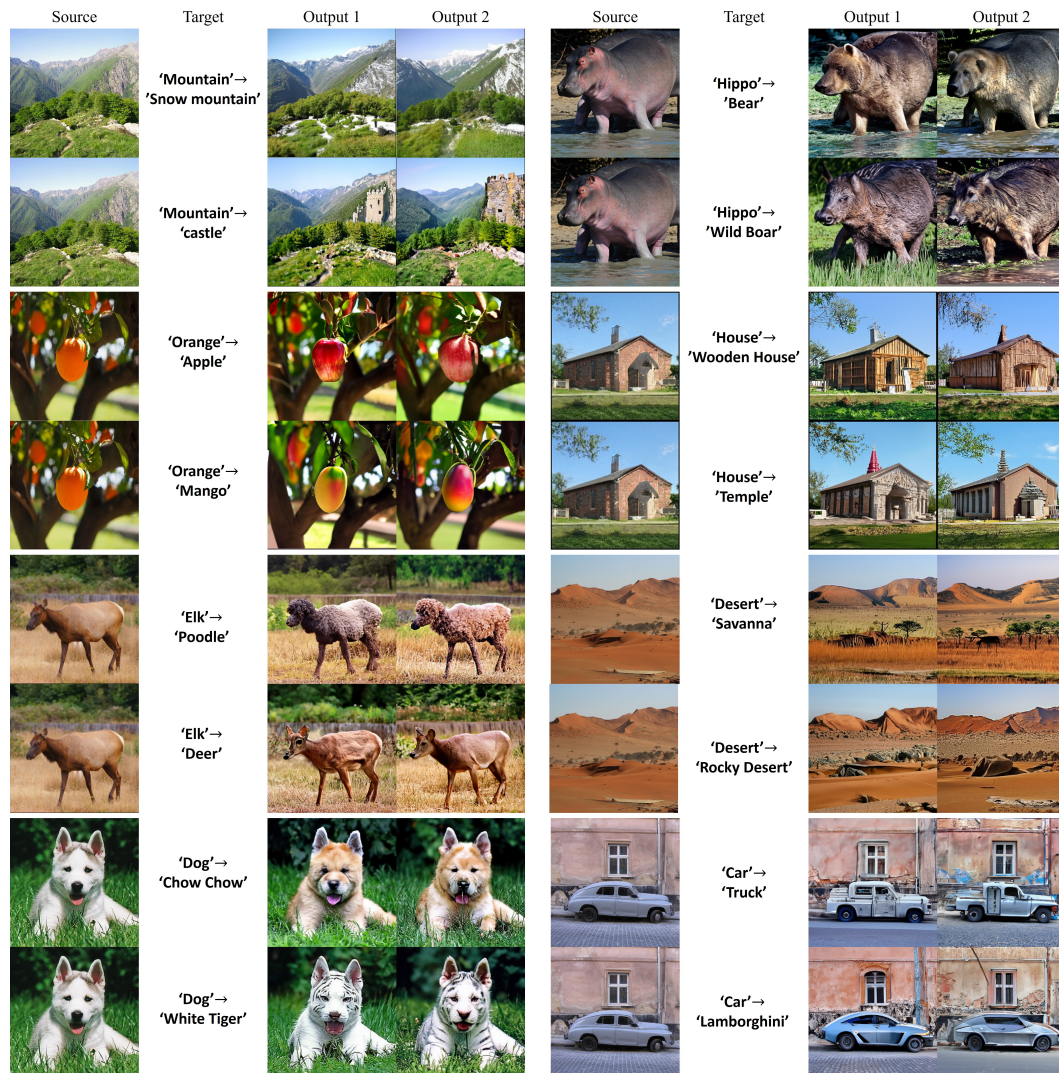 Source Target Output 1 Output 2 Source Target Output 1 Output 2
‘Mountain’→
’Snow mountain’
‘Hippo’→
’Bear’
‘Mountain’→
‘castle’
‘Hippo’→
’Wild Boar’
‘Orange’→
‘Apple’
‘House’→
’Wooden House’
‘Orange’→
‘Mango’
‘House’→
’Temple’
‘Elk’→
‘Poodle’
‘Desert’→
‘Savanna’
‘Elk’→
‘Deer’
‘Desert’→
‘Rocky Desert’
‘Dog’→
‘Chow Chow’
‘Car’→
‘Truck’
‘Dog’→
‘White Tiger’
‘Car’→
‘Lamborghini’